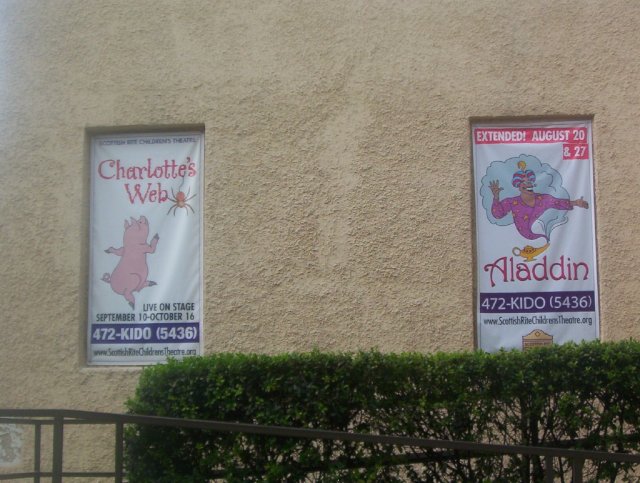 SCOTTISH RITE CHILDREN'S THEATRE
Charlotte's
Web
LIVE ON STAGE
SEPTEMBER 10-OCTOBER 16
472-KIDO (5436)
www.ScottishRiteChildrensTheatre.org
EXTENDED! AUGUST 20
& 27
Aladdin
472-KIDO (5436)
www.ScottishRiteChildrensTheatre.org